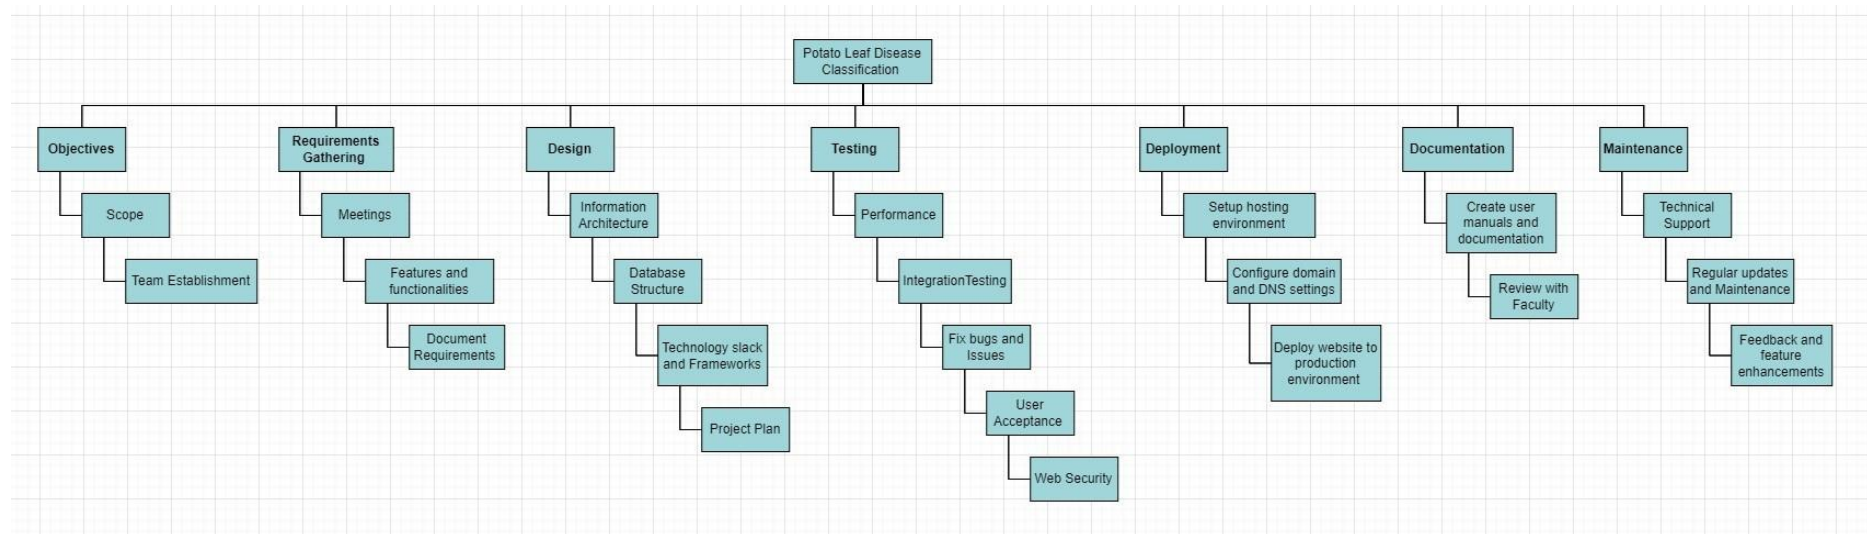 Potato Leaf Disease
Classification
Objectives
Scope
Team Establishment
Requirements
Gathering
Meetings
Features and
functionalities
Document
Requirements
Design
Information
Architecture
Database
Structure
Technology slack
and Frameworks
Project Plan
Testing
Performance
IntegrationTesting
Fix bugs and
Issues
User
Acceptance
Web Security
Deployment
Setup hosting
environment
Configure domain
and DNS settings
Deploy website to
production
environment
Documentation
Create user
manuals and
documentation
Review with
Faculty
Maintenance
Technical
Support
Regular updates
and Maintenance
Feedback and
feature
enhancements